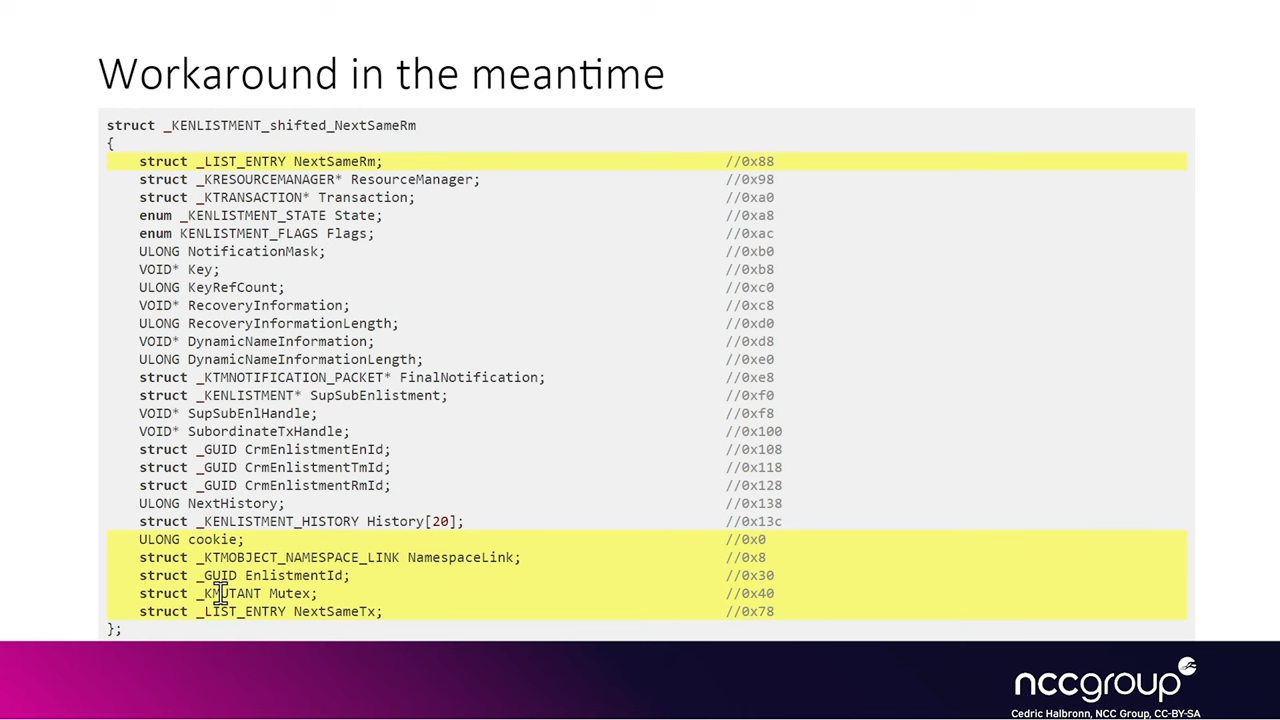 Workaround in the meantime
struct _KENLISTMENT_shifted_NextSameRm
{
struct _LIST_ENTRY NextSameRm; //0x88
struct _KRESOURCEMANAGER* ResourceManager; //0x98
struct _KTRANSACTION* Transaction; //0xa0
enum _KENLISTMENT_STATE State; //0xa8
enum KENLISTMENT_FLAGS Flags; //0xac
ULONG NotificationMask; //0xb0
VOID* Key; //0xb8
ULONG KeyRefCount; //0xc0
VOID* RecoveryInformation; //0xc8
ULONG RecoveryInformationLength; //0xd0
VOID* DynamicNameInformation; //0xd8
ULONG DynamicNameInformationLength; //0xe0
struct _KTMNOTIFICATION_PACKET* FinalNotification; //0xe8
struct _KENLISTMENT* SupSubEnlistment; //0xf0
VOID* SupSubEnlHandle; //0xf8
VOID* SubordinateTxHandle; //0x100
struct _GUID CrmEnlistmentEnId; //0x108
struct _GUID CrmEnlistmentTmId; //0x118
struct _GUID CrmEnlistmentRmId; //0x128
ULONG NextHistory; //0x138
struct _KENLISTMENT_HISTORY History[20]; //0x13c
ULONG cookie; //0x0
struct _KTMOBJECT_NAMESPACE_LINK NamespaceLink; //0x8
struct _GUID EnlistmentId; //0x30
struct _KMUTANT Mutex; //0x40
struct _LIST_ENTRY NextSameTx; //0x78
};
nccgroup
Cedric Halbronn, NCC Group, CC-BY-SA